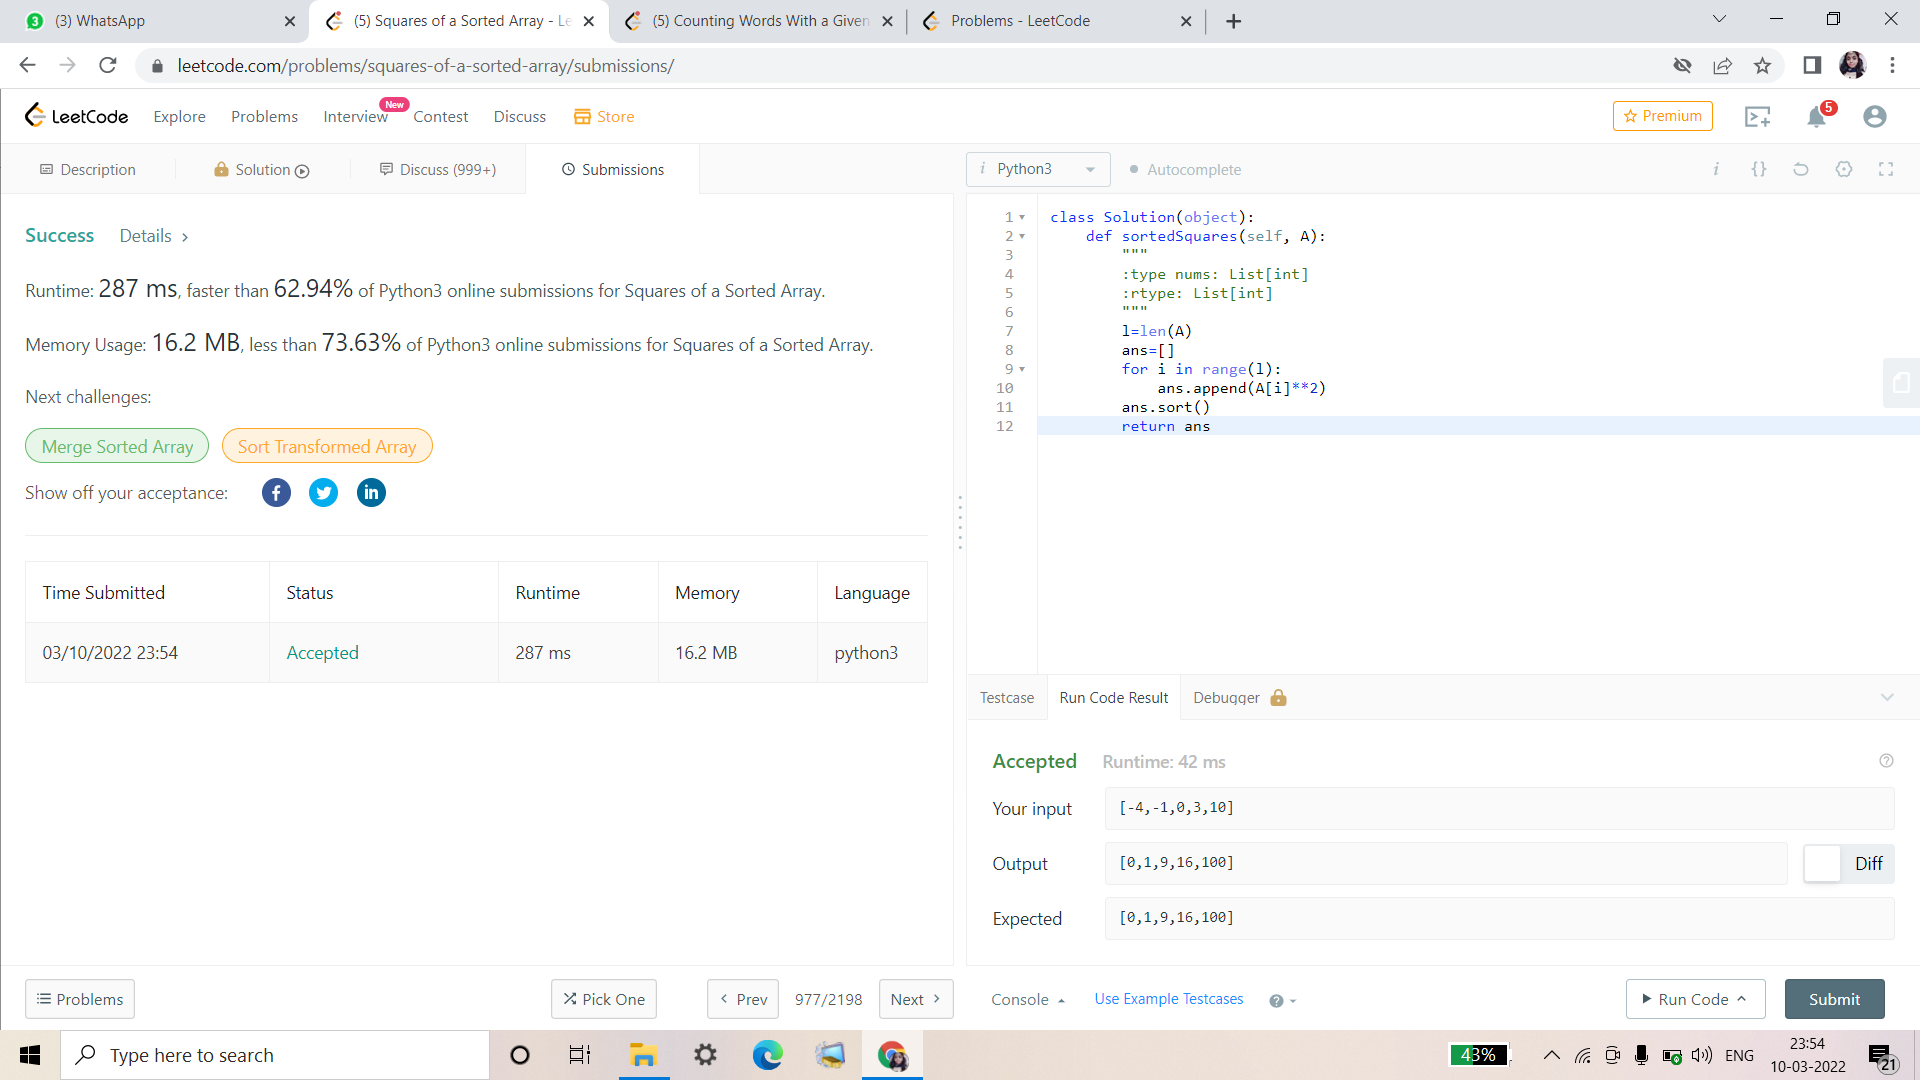 (3) WhatsApp
(5) Squares of a Sorted Array - Le
(5) Counting Words With a Given
Problems - LeetCode
leetcode.com/problems/squares-of-a-sorted-array/submissions/
LeetCode
Explore
Problems
Interview
New
Contest
Discuss
Store
Premium
5
Description
Solution
Discuss (999+)
Submissions
Python3
Autocomplete
Success
Details
Runtime: 287 ms, faster than 62.94% of Python3 online submissions for Squares of a Sorted Array.
Memory Usage: 16.2 MB, less than 73.63% of Python3 online submissions for Squares of a Sorted Array.
Next challenges:
Merge Sorted Array
Sort Transformed Array
Show off your acceptance:
Time Submitted Status Runtime Memory Language
03/10/2022 23:54 Accepted 287 ms 16.2 MB python3
1 class Solution(object):
2 def sortedSquares(self, A):
3 """
4 :type nums: List[int]
5 :rtype: List[int]
6 """
7 l=len(A)
8 ans=[]
9 for i in range(l):
10 ans.append(A[i]**2)
11 ans.sort()
12 return ans
Testcase
Run Code Result
Debugger
Accepted
Runtime: 42 ms
Your input
[-4,-1,0,3,10]
Output
[0,1,9,16,100]
Diff
Expected
[0,1,9,16,100]
Problems
Pick One
Prev
977/2198
Next
Console
Use Example Testcases
Run Code
Submit
Type here to search
43%
ENG
23:54
10-03-2022
21